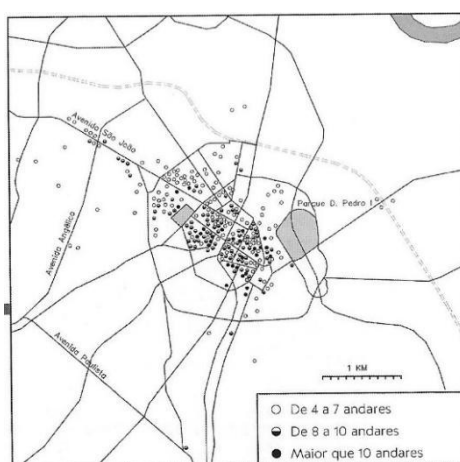 Avenida São João
Parque D. Pedro I
Avenida Angélica
Avenida Paulista
1 KM
De 4 a 7 andares
De 8 a 10 andares
Maior que 10 andares